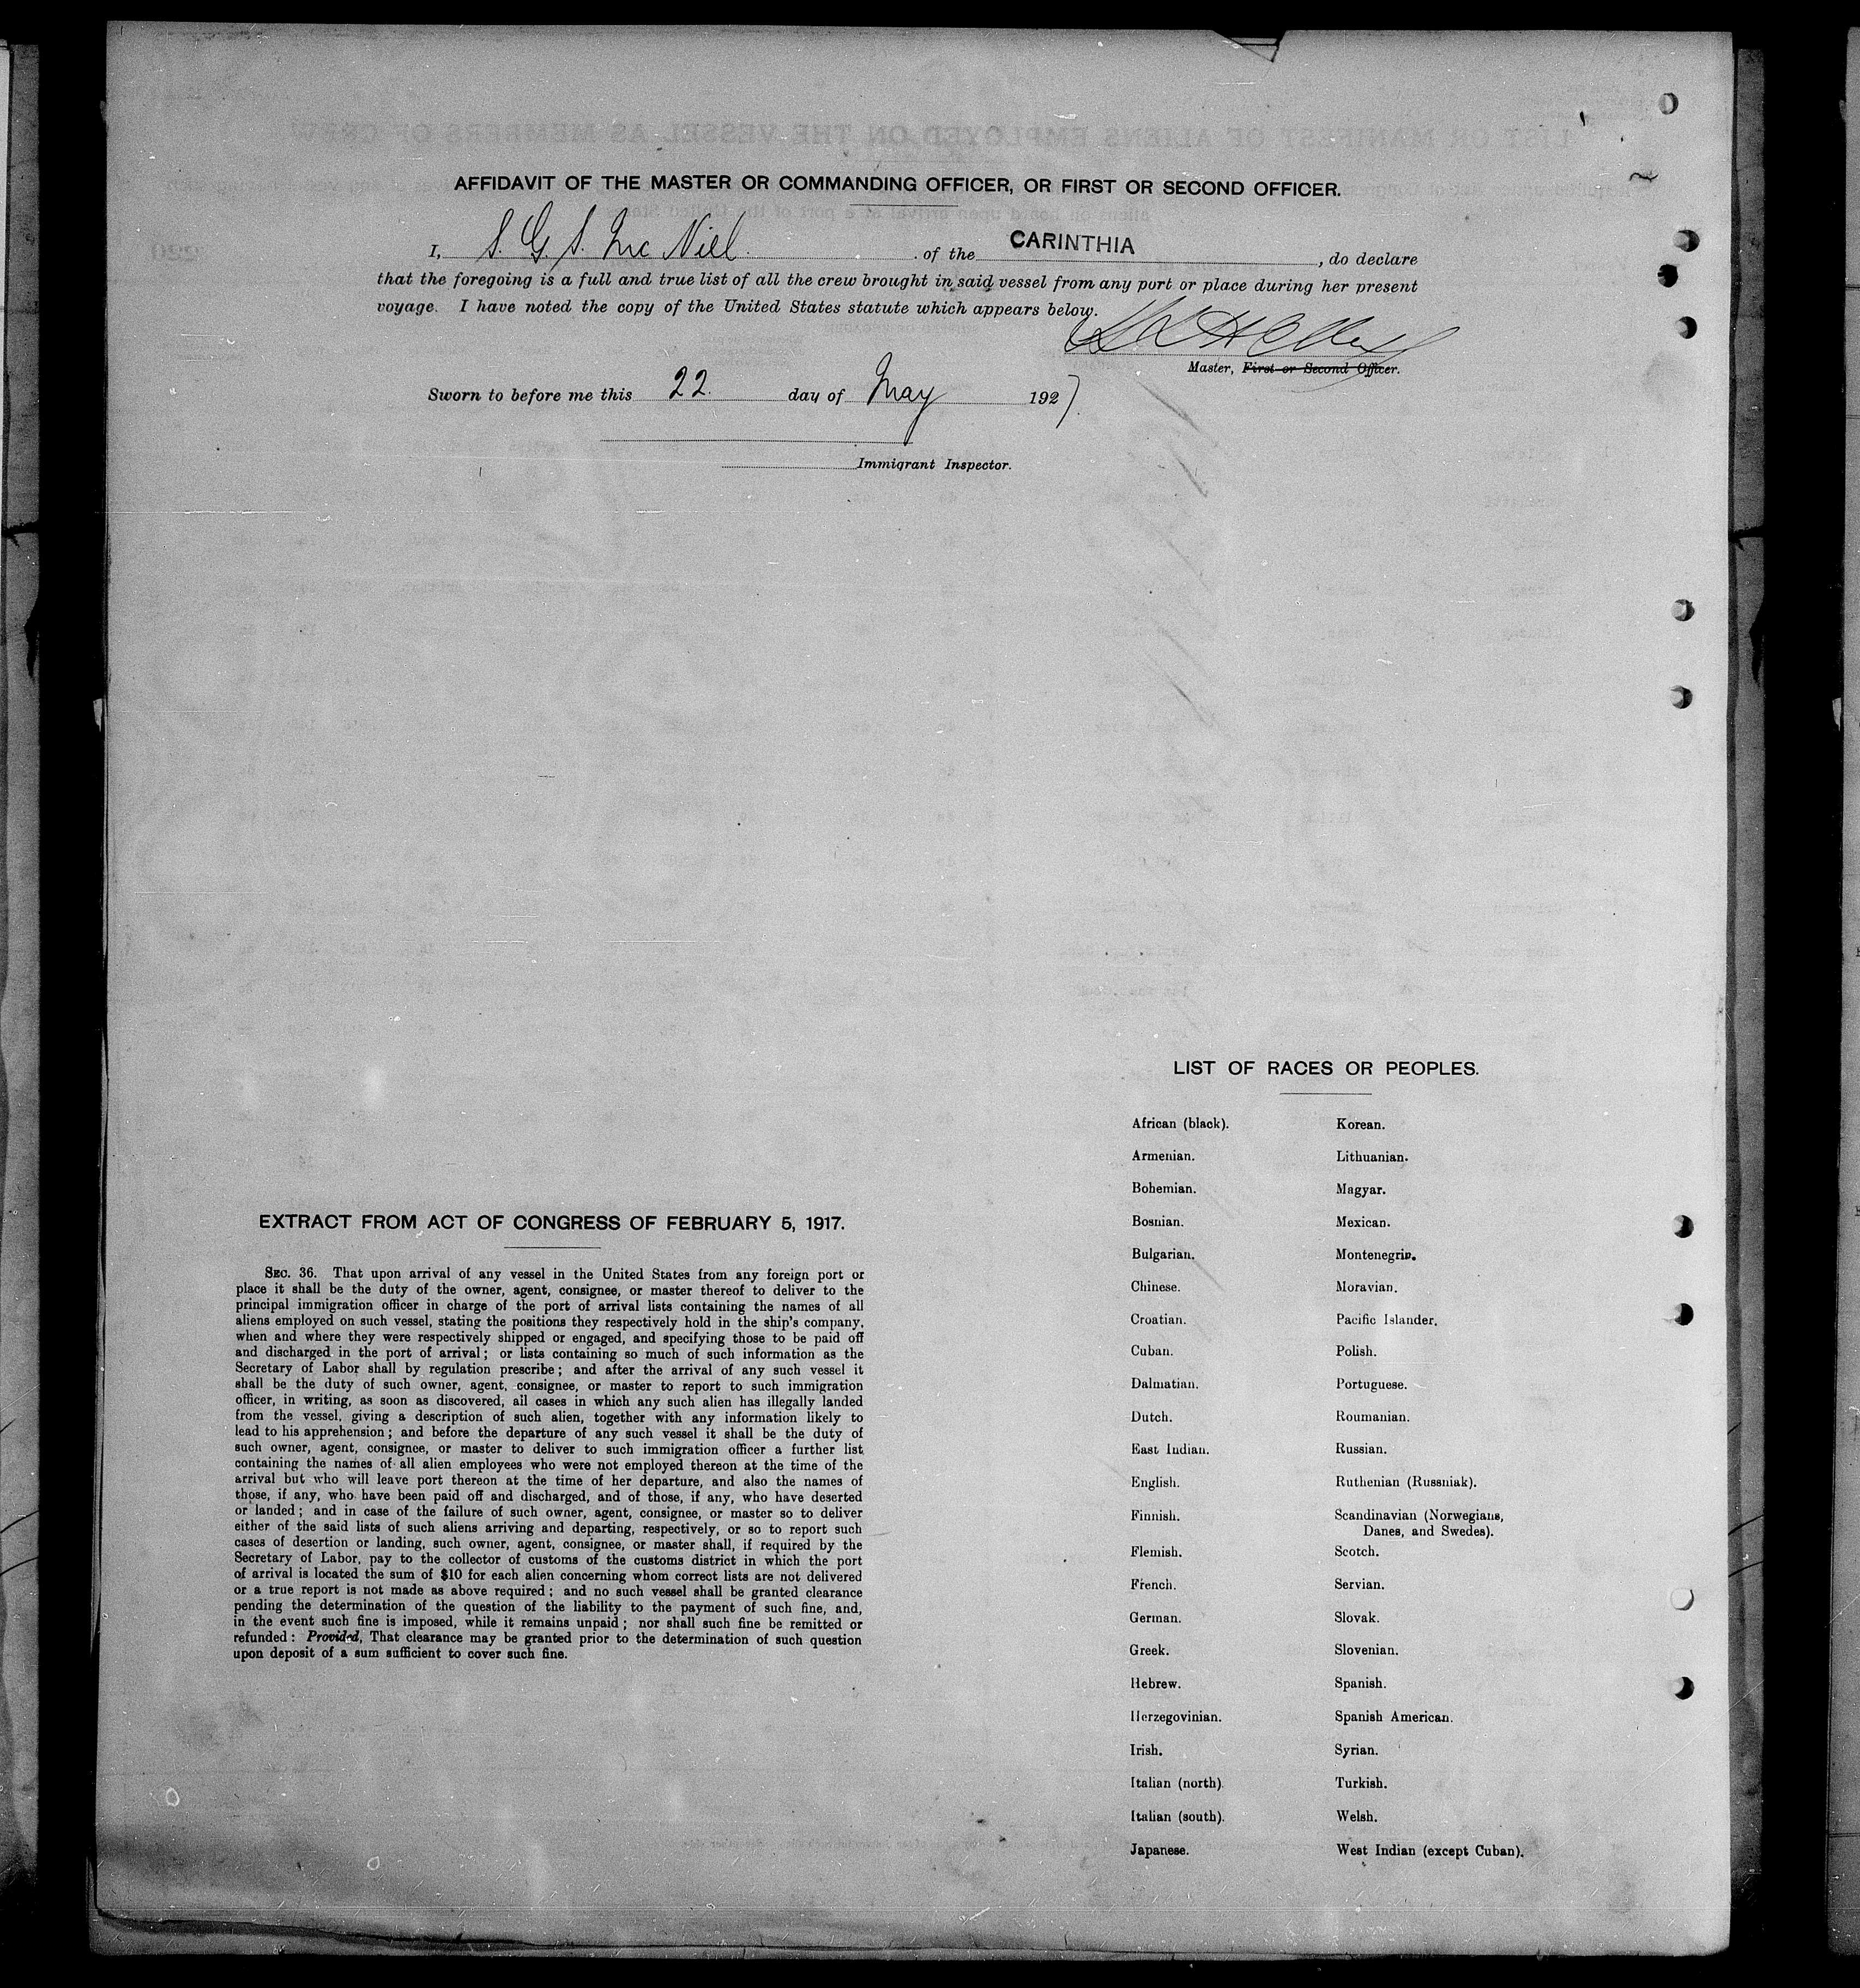 AFFIDAVIT OF THE MASTER OR COMMANDING OFFICER, OR FIRST OR SECOND OFFICER.
I, S. G. S. Mc Niel. of the CARINTHIA, do declare
that the foregoing is a full and true list of all the crew brought in said vessel from any port or place during her present
voyage. I have noted the copy of the United States statute which appears below.
Master, First or Second Officer.
Sworn to before me this 22. day of May 1927.
Immigrant Inspector.
LIST OF RACES OR PEOPLES.
African (black).
Armenian.
Bohemian.
Bosnian.
Bulgarian.
Chinese.
Croatian.
Cuban.
Dalmatian.
Dutch.
East Indian.
English.
Finnish.
Flemish.
French.
German.
Greek.
Hebrew.
Herzegovinian.
Irish.
Italian (north).
Italian (south).
Japanese.
Korean.
Lithuanian.
Magyar.
Mexican.
Montenegrin.
Moravian.
Pacific Islander.
Polish.
Portuguese.
Roumanian.
Russian.
Ruthenian (Russniak).
Scandinavian (Norwegians,
Danes, and Swedes).
Scotch.
Servian.
Slovak.
Slovenian.
Spanish.
Spanish American.
Syrian.
Turkish.
Welsh.
West Indian (except Cuban).
EXTRACT FROM ACT OF CONGRESS OF FEBRUARY 5, 1917.
SEC. 36. That upon arrival of any vessel in the United States from any foreign port or
place it shall be the duty of the owner, agent, consignee, or master thereof to deliver to the
principal immigration officer in charge of the port of arrival lists containing the names of all
aliens employed on such vessel, stating the positions they respectively hold in the ship's company,
when and where they were respectively shipped or engaged, and specifying those to be paid off
and discharged in the port of arrival; or lists containing so much of such information as the
Secretary of Labor shall by regulation prescribe; and after the arrival of any such vessel it
shall be the duty of such owner, agent, consignee, or master to report to such immigration
officer, in writing, as soon as discovered, all cases in which any such alien has illegally landed
from the vessel, giving a description of such alien, together with any information likely to
lead to his apprehension; and before the departure of any such vessel it shall be the duty of
such owner, agent, consignee, or master to deliver to such immigration officer a further list
containing the names of all alien employees who were not employed thereon at the time of the
arrival but who will leave port thereon at the time of her departure, and also the names of
those, if any, who have been paid off and discharged, and of those, if any, who have deserted
or landed; and in case of the failure of such owner, agent, consignee, or master so to deliver
either of the said lists of such aliens arriving and departing, respectively, or so to report such
cases of desertion or landing, such owner, agent, consignee, or master shall, if required by the
Secretary of Labor, pay to the collector of customs of the customs district in which the port
of arrival is located the sum of $10 for each alien concerning whom correct lists are not delivered
or a true report is not made as above required; and no such vessel shall be granted clearance
pending the determination of the question of the liability to the payment of such fine, and,
in the event such fine is imposed, while it remains unpaid; nor shall such fine be remitted or
refunded: Provided, That clearance may be granted prior to the determination of such question
upon deposit of a sum sufficient to cover such fine.